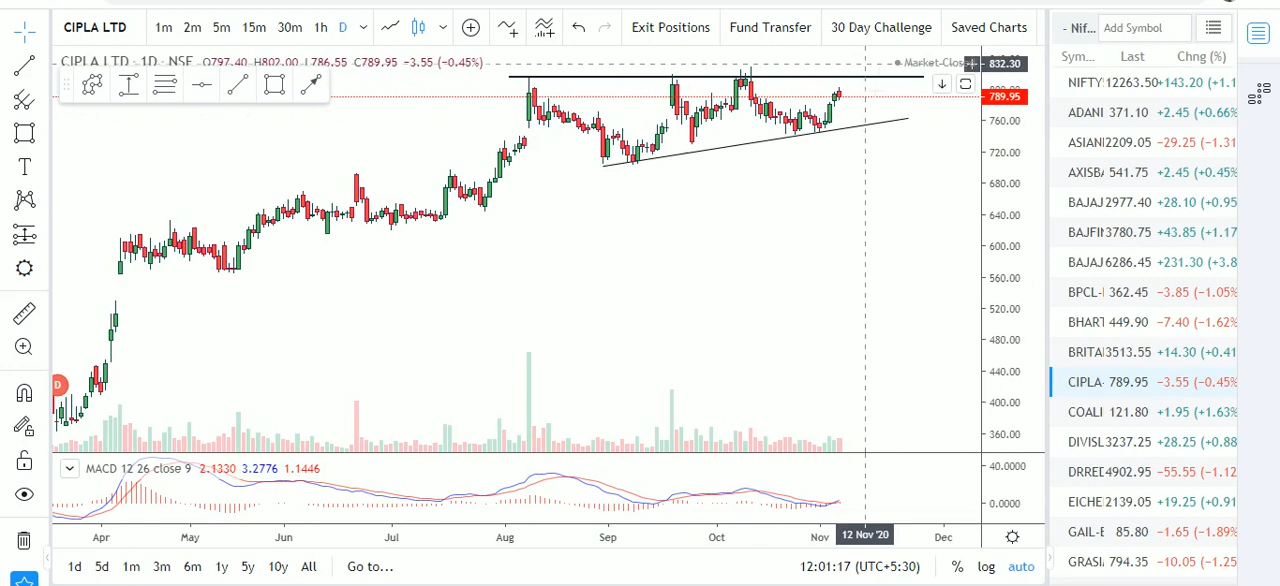 CIPLA LTD 1m 2m 5m 15m 30m 1h D Exit Positions Fund Transfer 30 Day Challenge Saved Charts
CIPLA LTD · 1D · NSE O797.40 H802.00 L786.55 C789.95 −3.55 (−0.45%)
Market Close
832.30
789.95
760.00
720.00
680.00
640.00
600.00
560.00
520.00
480.00
440.00
400.00
360.00
D
MACD 12 26 close 9 2.1330 3.2776 1.1446
40.0000
0.0000
Apr May Jun Jul Aug Sep Oct Nov 12 Nov '20 Dec
1d 5d 1m 3m 6m 1y 5y 10y All Go to... 12:01:17 (UTC+5:30) % log auto
T
- Nif... Add Symbol
Sym... Last Chg (%)
NIFTY 12263.50 +143.20 (+1.1
ADANI 371.10 +2.45 (+0.66%
ASIAN 2209.05 −29.25 (−1.31
AXISB 541.75 +2.45 (+0.45%
BAJAJ 2977.40 +28.10 (+0.95
BAJFI 3780.75 +43.85 (+1.17
BAJAJ 6286.45 +231.30 (+3.8
BPCL- 362.45 −3.85 (−1.05%
BHART 449.90 −7.40 (−1.62%
BRITA 3513.55 +14.30 (+0.41
CIPLA- 789.95 −3.55 (−0.45%
COALI 121.80 +1.95 (+1.63%
DIVISL 3237.25 +28.25 (+0.88
DRRED 4902.95 −55.55 (−1.12
EICHE 2139.05 +19.25 (+0.91
GAIL-E 85.80 −1.65 (−1.89%
GRASI 794.35 −10.05 (−1.25